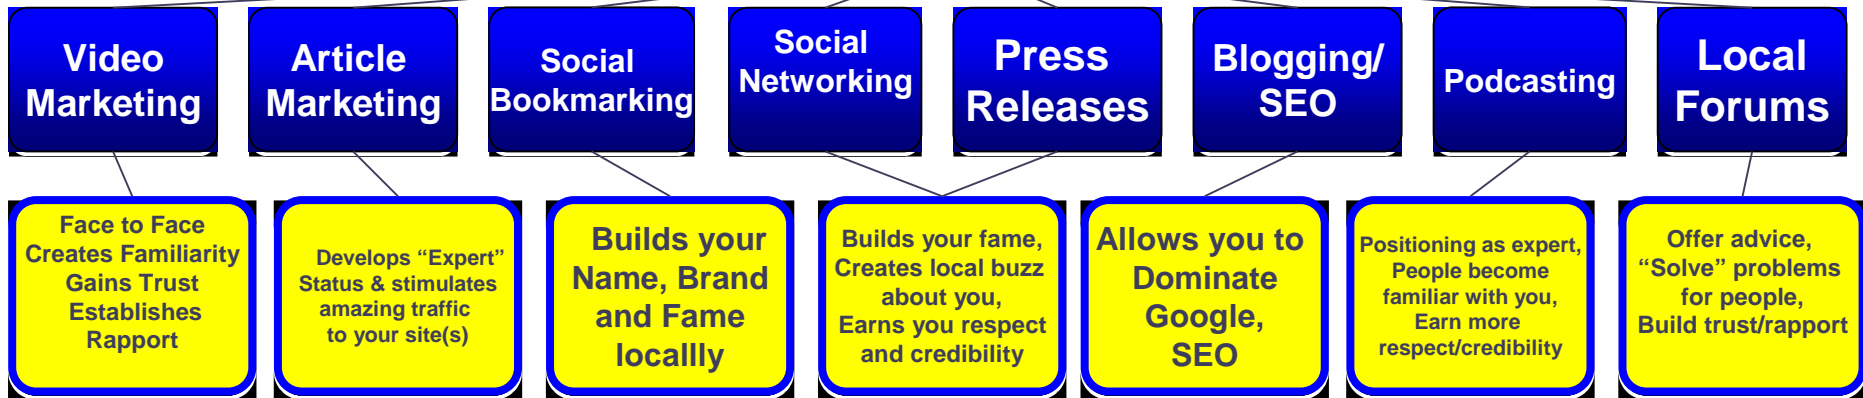 Video
Marketing
Article
Marketing
Social
Bookmarking
Social
Networking
Press
Releases
Blogging/
SEO
Podcasting
Local
Forums
Face to Face
Creates Familiarity
Gains Trust
Establishes
Rapport
Develops “Expert”
Status & stimulates
amazing traffic
to your site(s)
Builds your
Name, Brand
and Fame
locallly
Builds your fame,
Creates local buzz
about you,
Earns you respect
and credibility
Allows you to
Dominate
Google,
SEO
Positioning as expert,
People become
familiar with you,
Earn more
respect/credibility
Offer advice,
“Solve” problems
for people,
Build trust/rapport